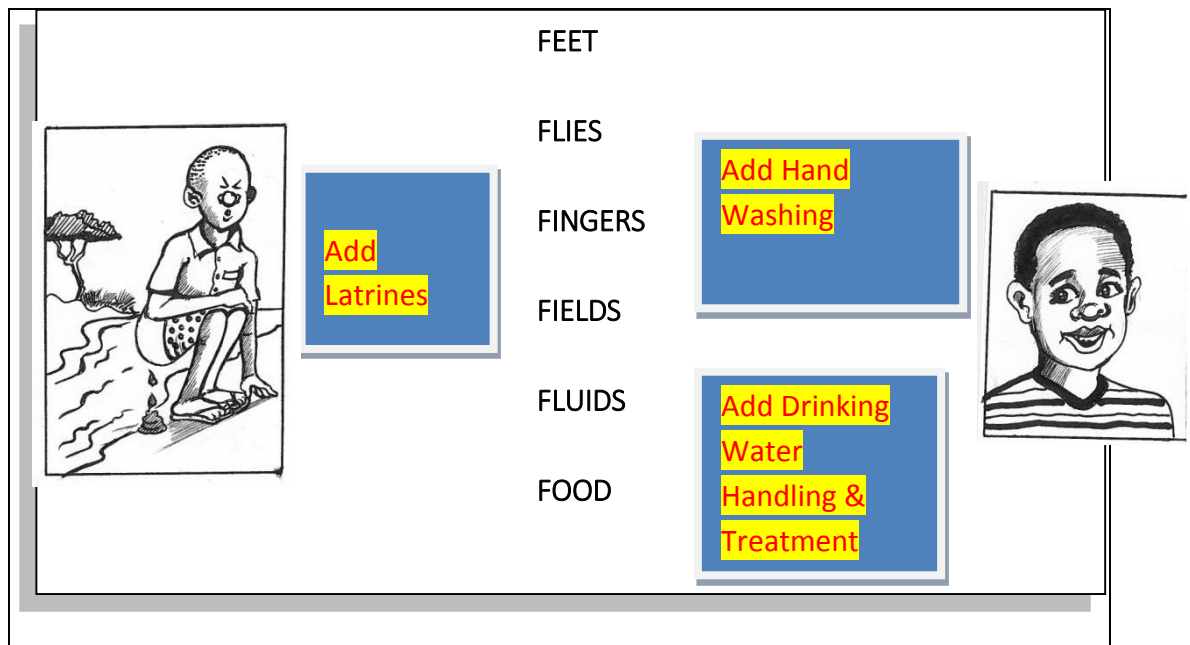 FEET
FLIES
FINGERS
FIELDS
FLUIDS
FOOD
Add
Latrines
Add Hand
Washing
Add Drinking
Water
Handling &
Treatment